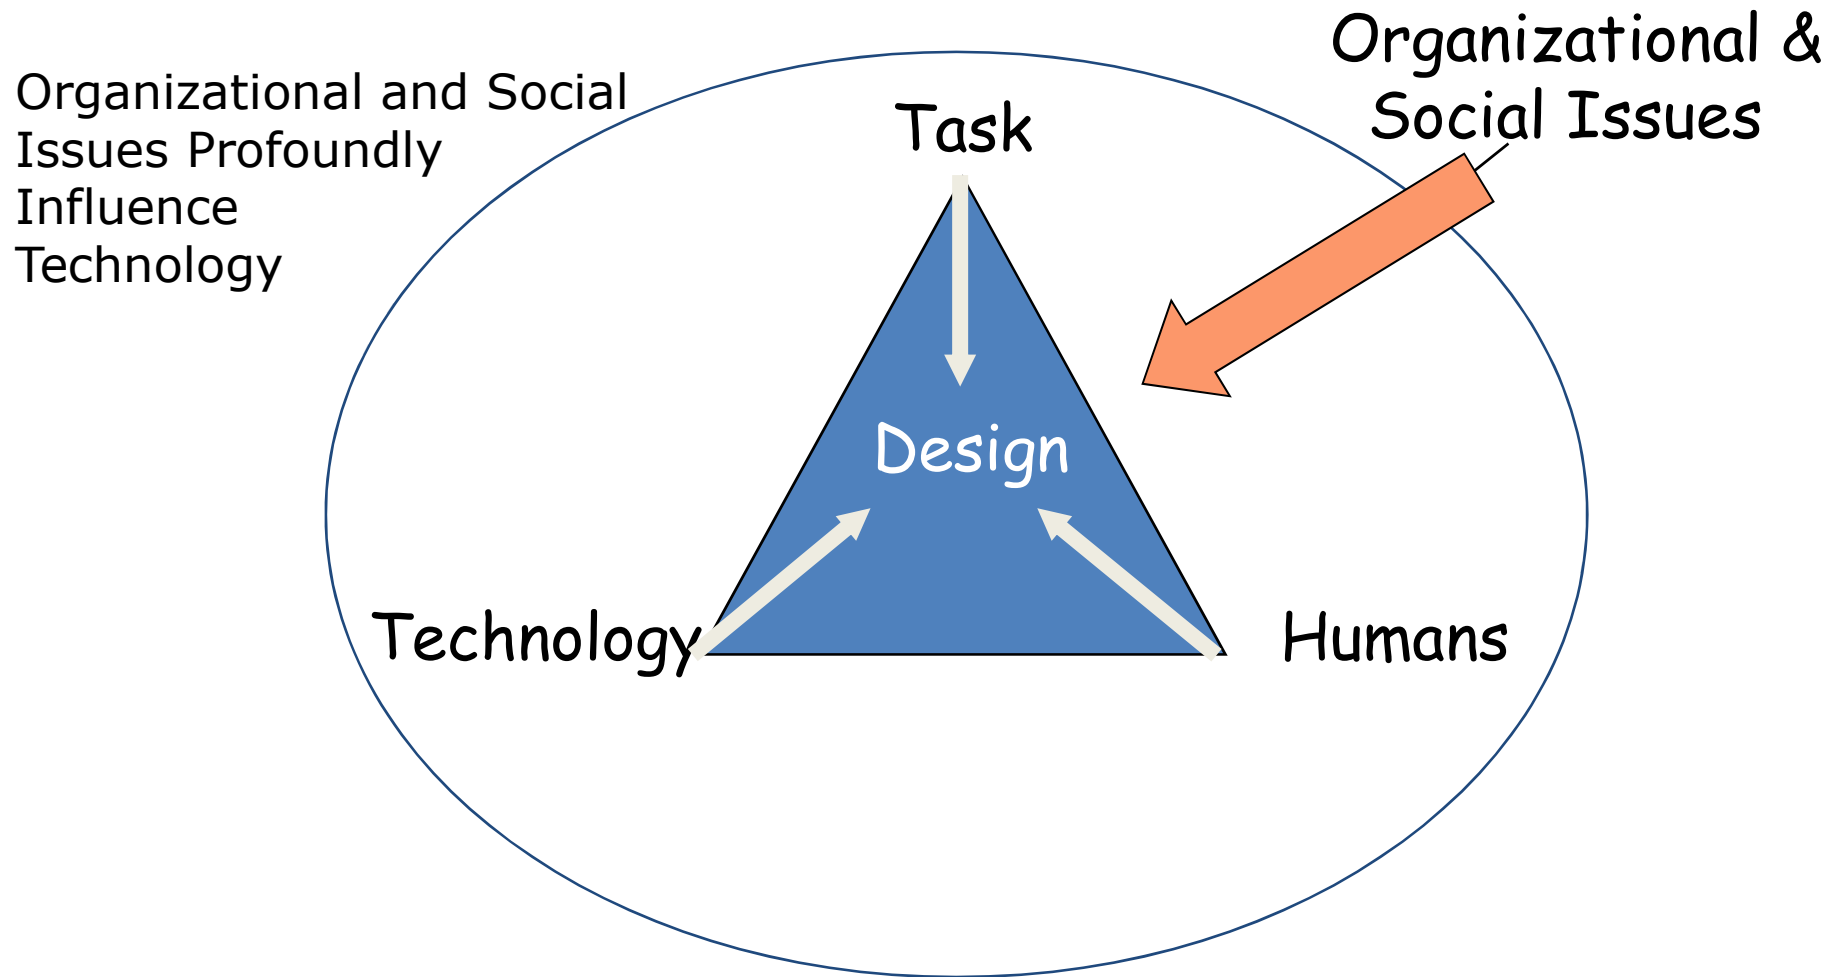 Organizational and Social
Issues Profoundly
Influence
Technology
Organizational &
Social Issues
Task
Design
Technology
Humans